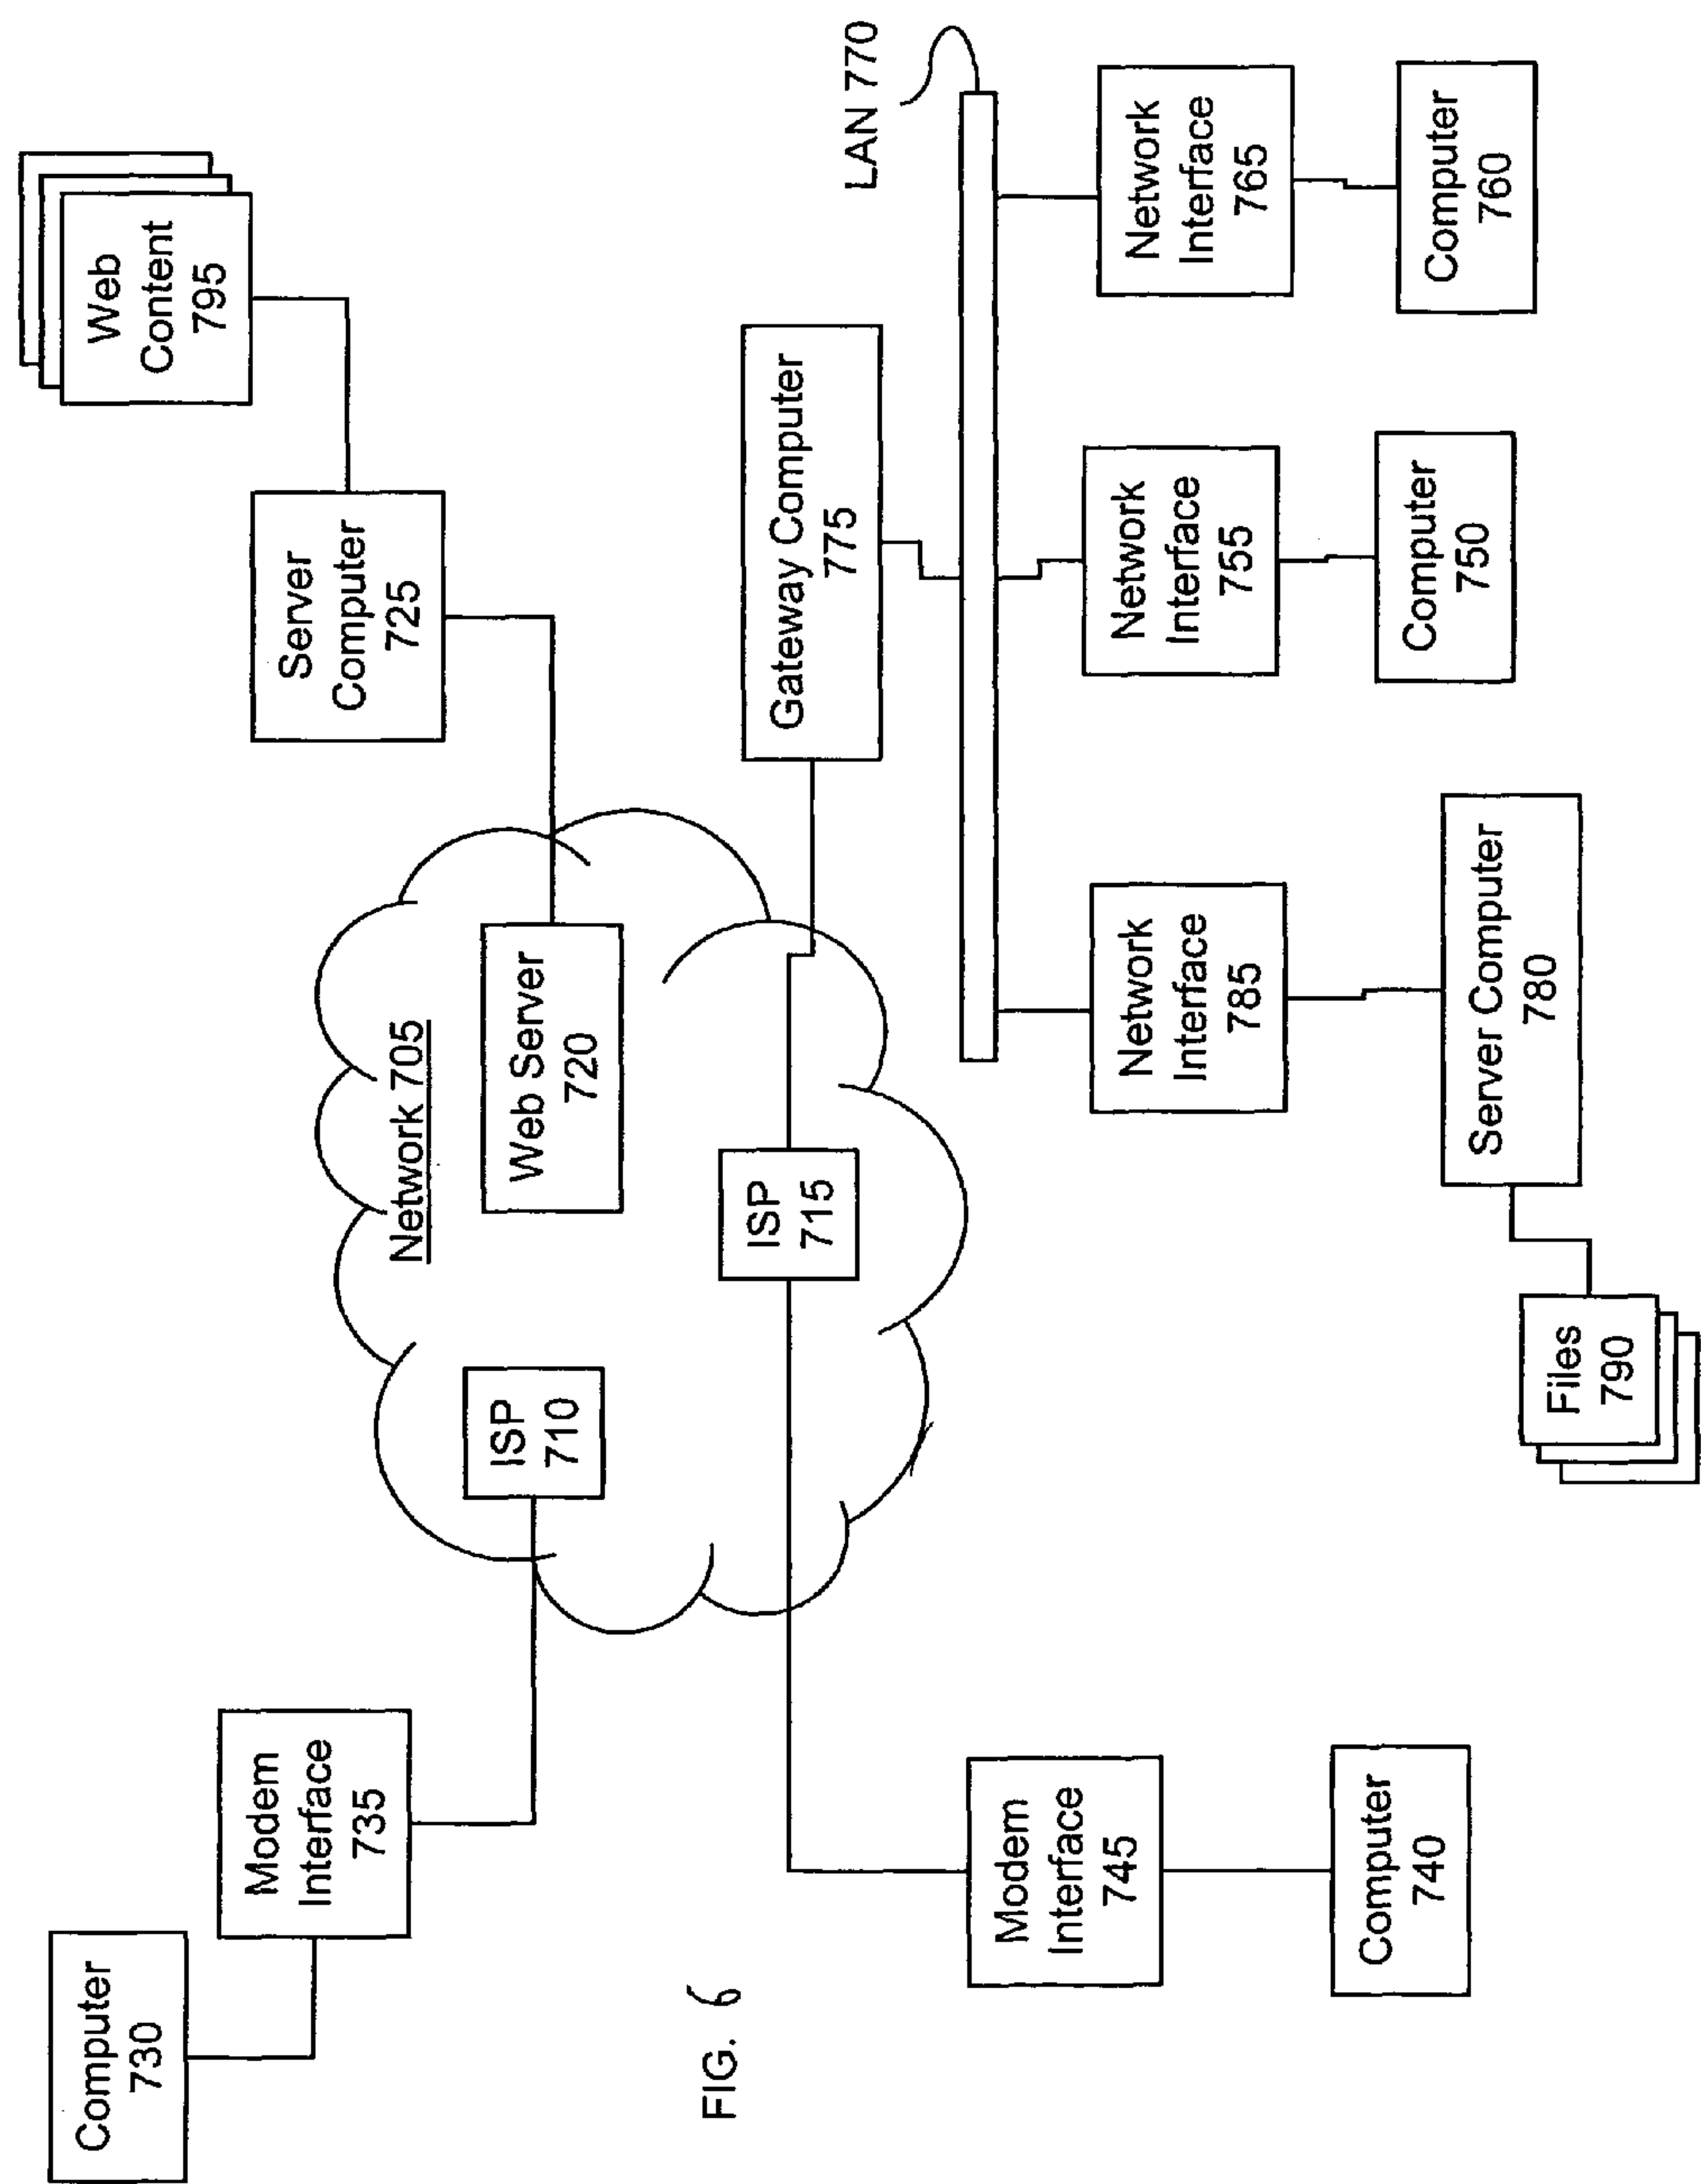 Computer
730
Modem
Interface
735
Server
Computer
725
Web
Content
795
Network 705
ISP
710
Web Server
720
ISP
715
Gateway Computer
775
LAN 770
FIG. 6
Modem
Interface
745
Network
Interface
785
Network
Interface
755
Network
Interface
765
Computer
740
Server Computer
780
Computer
750
Computer
760
Files
790